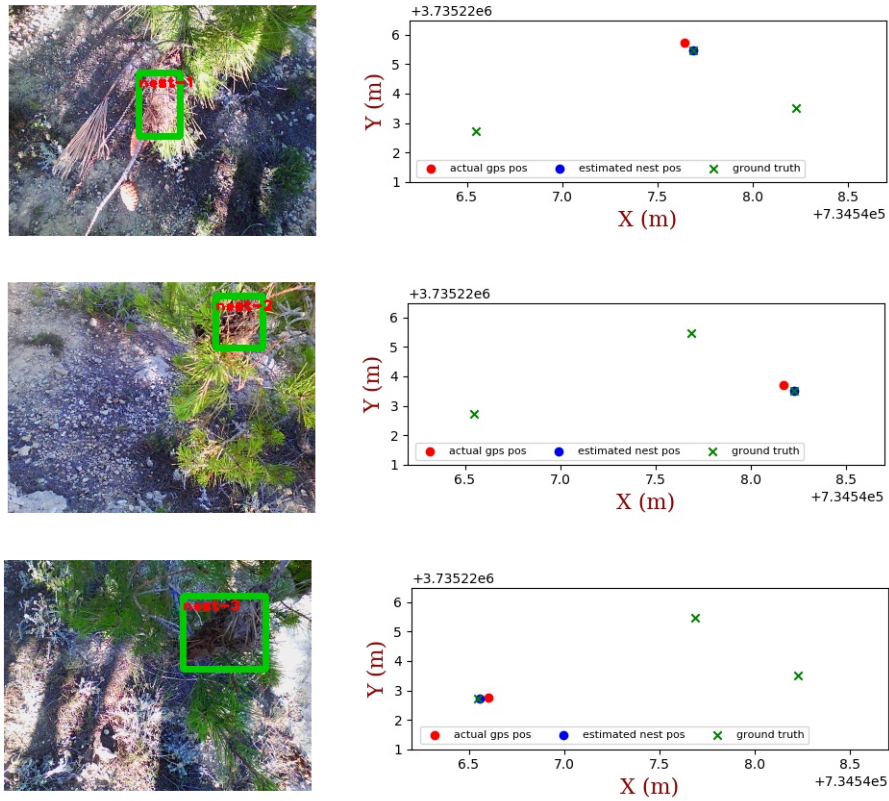 nest-1
+3.73522e6
6
5
4
3
2
1
Y (m)
actual gps pos estimated nest pos ground truth
6.5 7.0 7.5 8.0 8.5
X (m)
+7.3454e5
nest-2
+3.73522e6
6
5
4
3
2
1
Y (m)
actual gps pos estimated nest pos ground truth
6.5 7.0 7.5 8.0 8.5
X (m)
+7.3454e5
nest-3
+3.73522e6
6
5
4
3
2
1
Y (m)
actual gps pos estimated nest pos ground truth
6.5 7.0 7.5 8.0 8.5
X (m)
+7.3454e5